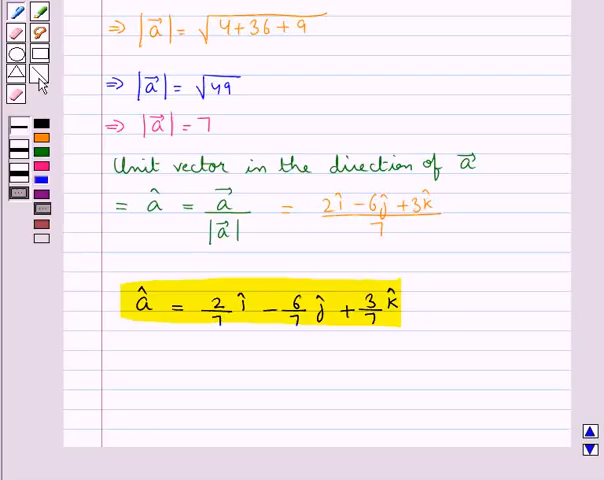 ⇒ |a⃗| = √4+36+9
⇒ |a⃗| = √49
⇒ |a⃗| = 7
Unit vector in the direction of a⃗
= â = a⃗/|a⃗| = (2î − 6ĵ + 3k̂)/7
â = 2/7 î − 6/7 ĵ + 3/7 k̂